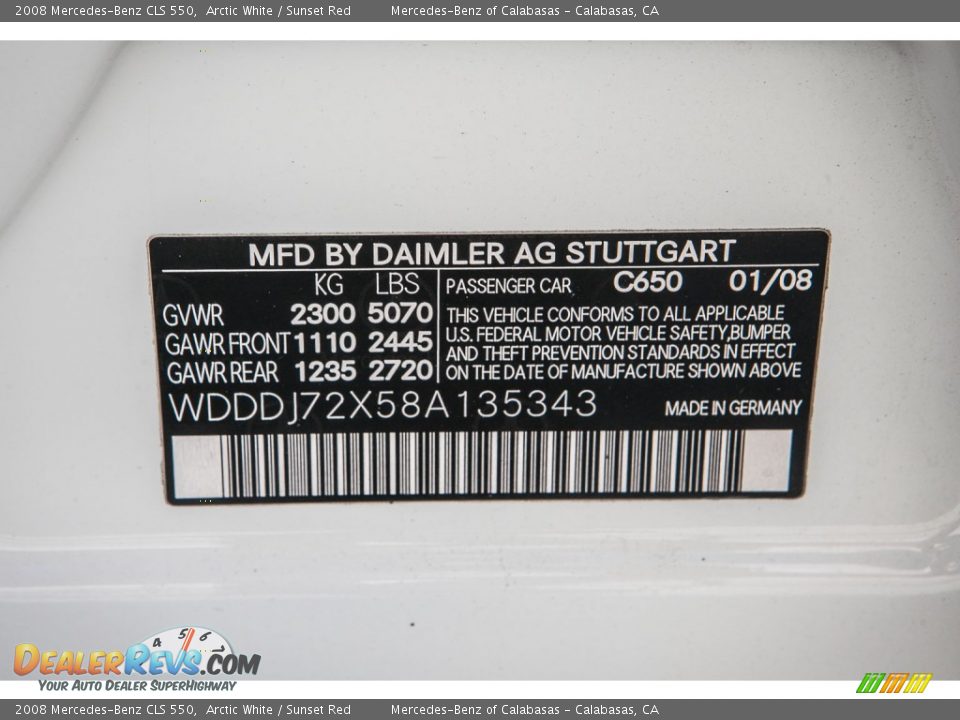 2008 Mercedes-Benz CLS 550,  Arctic White / Sunset Red        Mercedes-Benz of Calabasas - Calabasas, CA
MFD BY DAIMLER AG STUTTGART
KG LBS
GVWR 2300 5070
GAWR FRONT 1110 2445
GAWR REAR 1235 2720
PASSENGER CAR C650 01/08
THIS VEHICLE CONFORMS TO ALL APPLICABLE
U.S. FEDERAL MOTOR VEHICLE SAFETY,BUMPER
AND THEFT PREVENTION STANDARDS IN EFFECT
ON THE DATE OF MANUFACTURE SHOWN ABOVE
WDDDJ72X58A135343 MADE IN GERMANY
4 5 6
DEALERREVS.COM
YOUR AUTO DEALER SUPERHIGHWAY
2008 Mercedes-Benz CLS 550,  Arctic White / Sunset Red        Mercedes-Benz of Calabasas - Calabasas, CA